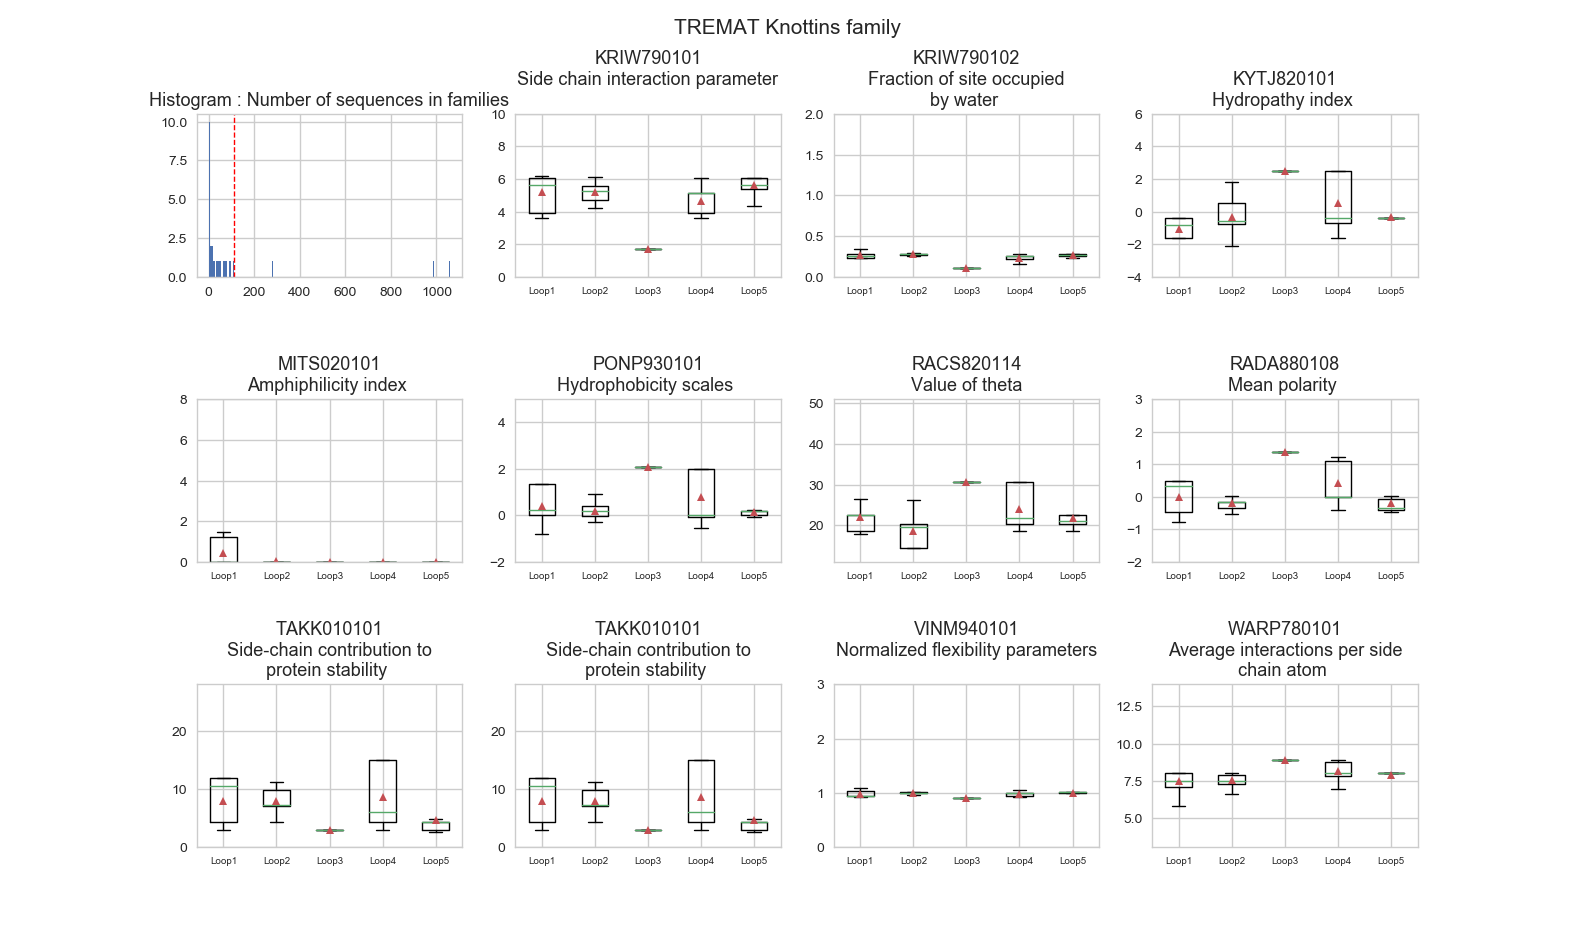 TREMAT Knottins family
Histogram : Number of sequences in families
10.0
7.5
5.0
2.5
0.0
0 200 400 600 800 1000
KRIW790101
Side chain interaction parameter
10
8
6
4
2
0
Loop1 Loop2 Loop3 Loop4 Loop5
KRIW790102
Fraction of site occupied
by water
2.0
1.5
1.0
0.5
0.0
Loop1 Loop2 Loop3 Loop4 Loop5
KYTJ820101
Hydropathy index
6
4
2
0
−2
−4
Loop1 Loop2 Loop3 Loop4 Loop5
MITS020101
Amphiphilicity index
8
6
4
2
0
Loop1 Loop2 Loop3 Loop4 Loop5
PONP930101
Hydrophobicity scales
4
2
0
−2
Loop1 Loop2 Loop3 Loop4 Loop5
RACS820114
Value of theta
50
40
30
20
Loop1 Loop2 Loop3 Loop4 Loop5
RADA880108
Mean polarity
3
2
1
0
−1
−2
Loop1 Loop2 Loop3 Loop4 Loop5
TAKK010101
Side-chain contribution to
protein stability
20
10
0
Loop1 Loop2 Loop3 Loop4 Loop5
TAKK010101
Side-chain contribution to
protein stability
20
10
0
Loop1 Loop2 Loop3 Loop4 Loop5
VINM940101
Normalized flexibility parameters
3
2
1
0
Loop1 Loop2 Loop3 Loop4 Loop5
WARP780101
Average interactions per side
chain atom
12.5
10.0
7.5
5.0
Loop1 Loop2 Loop3 Loop4 Loop5